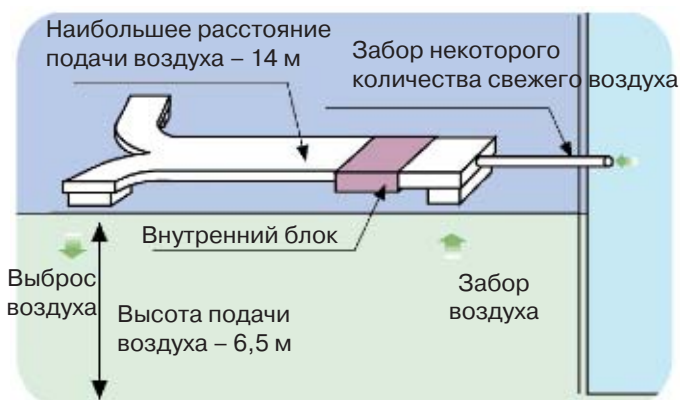 Наибольшее расстояние
подачи воздуха – 14 м
Забор некоторого
количества свежего воздуха
Внутренний блок
Выброс
воздуха
Высота подачи
воздуха – 6,5 м
Забор
воздуха